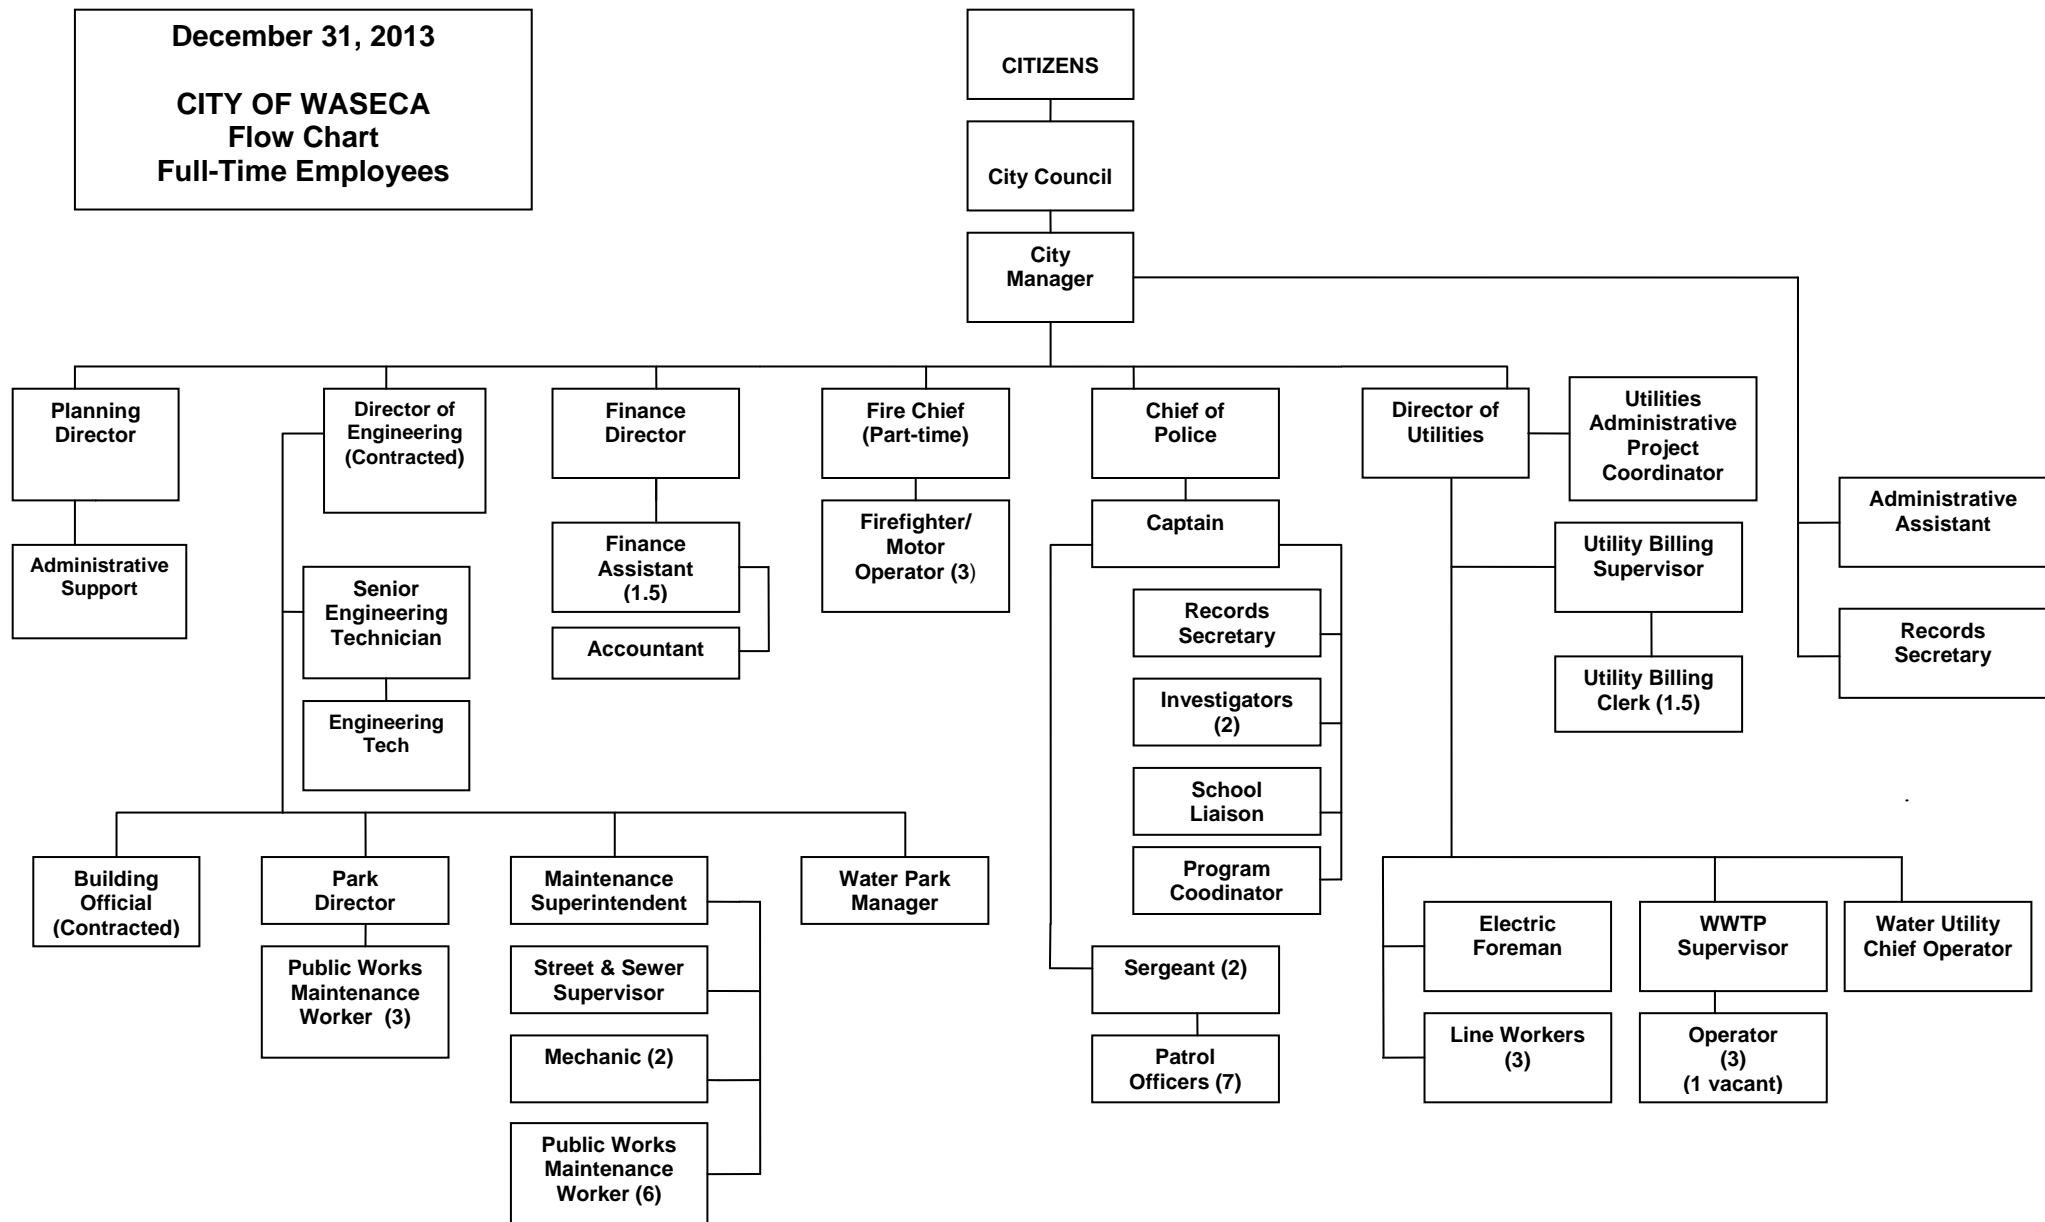 December 31, 2013
CITY OF WASECA
Flow Chart
Full-Time Employees
CITIZENS
City Council
City
Manager
Planning
Director
Director of
Engineering
(Contracted)
Finance
Director
Fire Chief
(Part-time)
Chief of
Police
Director of
Utilities
Utilities
Administrative
Project
Coordinator
Administrative
Assistant
Records
Secretary
Administrative
Support
Senior
Engineering
Technician
Engineering
Tech
Finance
Assistant
(1.5)
Accountant
Firefighter/
Motor
Operator (3)
Captain
Records
Secretary
Investigators
(2)
School
Liaison
Program
Coodinator
Sergeant (2)
Patrol
Officers (7)
Utility Billing
Supervisor
Utility Billing
Clerk (1.5)
Building
Official
(Contracted)
Park
Director
Public Works
Maintenance
Worker (3)
Maintenance
Superintendent
Street & Sewer
Supervisor
Mechanic (2)
Public Works
Maintenance
Worker (6)
Water Park
Manager
Electric
Foreman
Line Workers
(3)
WWTP
Supervisor
Operator
(3)
(1 vacant)
Water Utility
Chief Operator